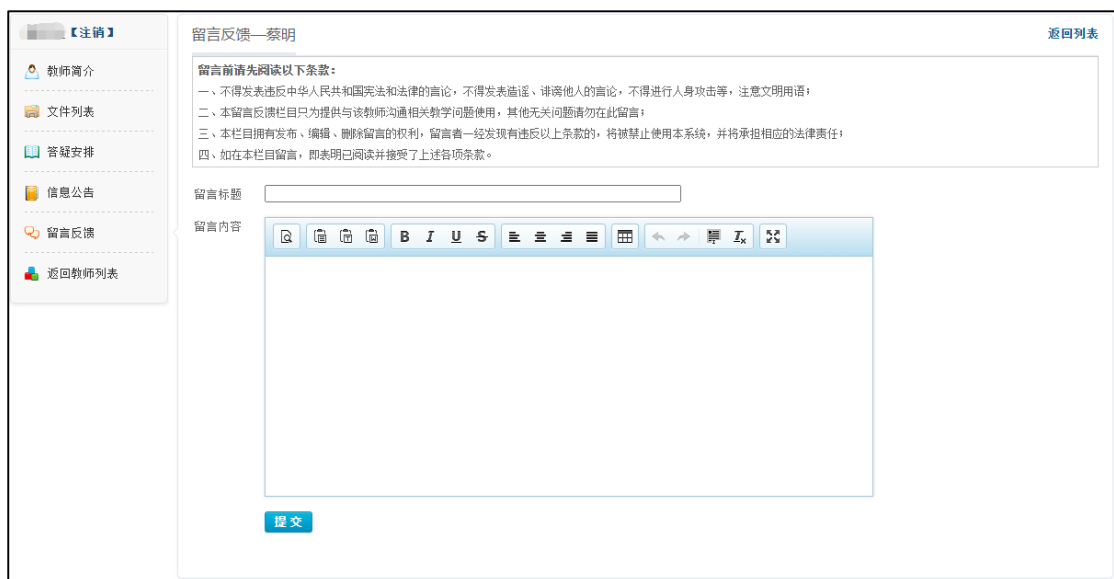 【注销】
教师简介
文件列表
答疑安排
信息公告
留言反馈
返回教师列表
留言反馈—蔡明
返回列表
留言前请先阅读以下条款：
一、不得发表违反中华人民共和国宪法和法律的言论，不得发表造谣、诽谤他人的言论，不得进行人身攻击等，注意文明用语；
二、本留言反馈栏目只为提供与该教师沟通相关教学问题使用，其他无关问题请勿在此留言；
三、本栏目拥有发布、编辑、删除留言的权利，留言者一经发现有违反以上条款的，将被禁止使用本系统，并将承担相应的法律责任；
四、如在本栏目留言，即表明已阅读并接受了上述各项条款。
留言标题
留言内容
B I U S
提交